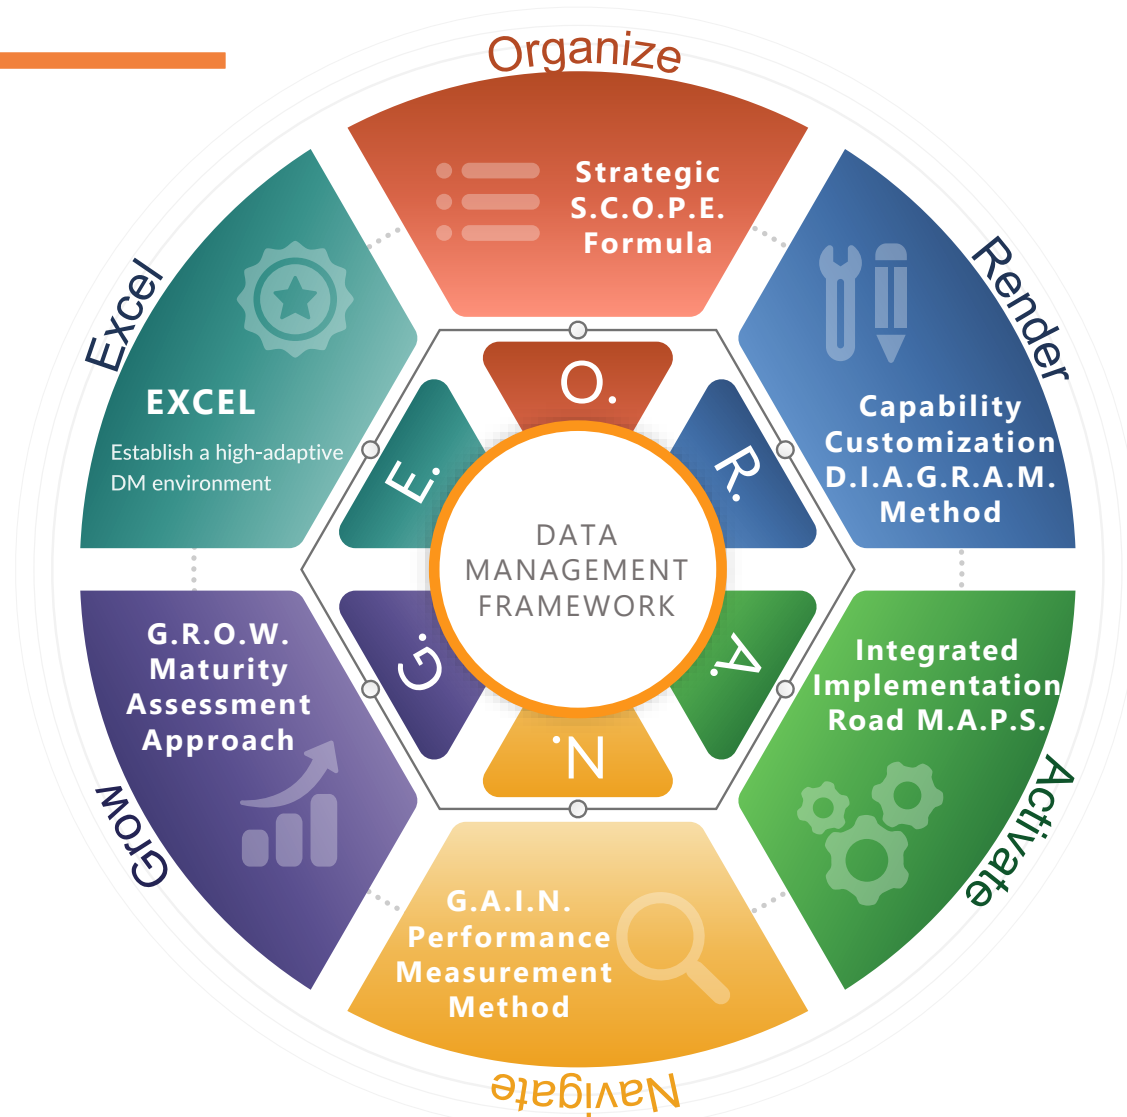 Organize
Strategic
S.C.O.P.E.
Formula
Render
Capability
Customization
D.I.A.G.R.A.M.
Method
Activate
Integrated
Implementation
Road M.A.P.S.
Navigate
G.A.I.N.
Performance
Measurement
Method
Grow
G.R.O.W.
Maturity
Assessment
Approach
Excel
EXCEL
Establish a high-adaptive
DM environment
O.
R.
A.
N.
G.
E.
DATA
MANAGEMENT
FRAMEWORK